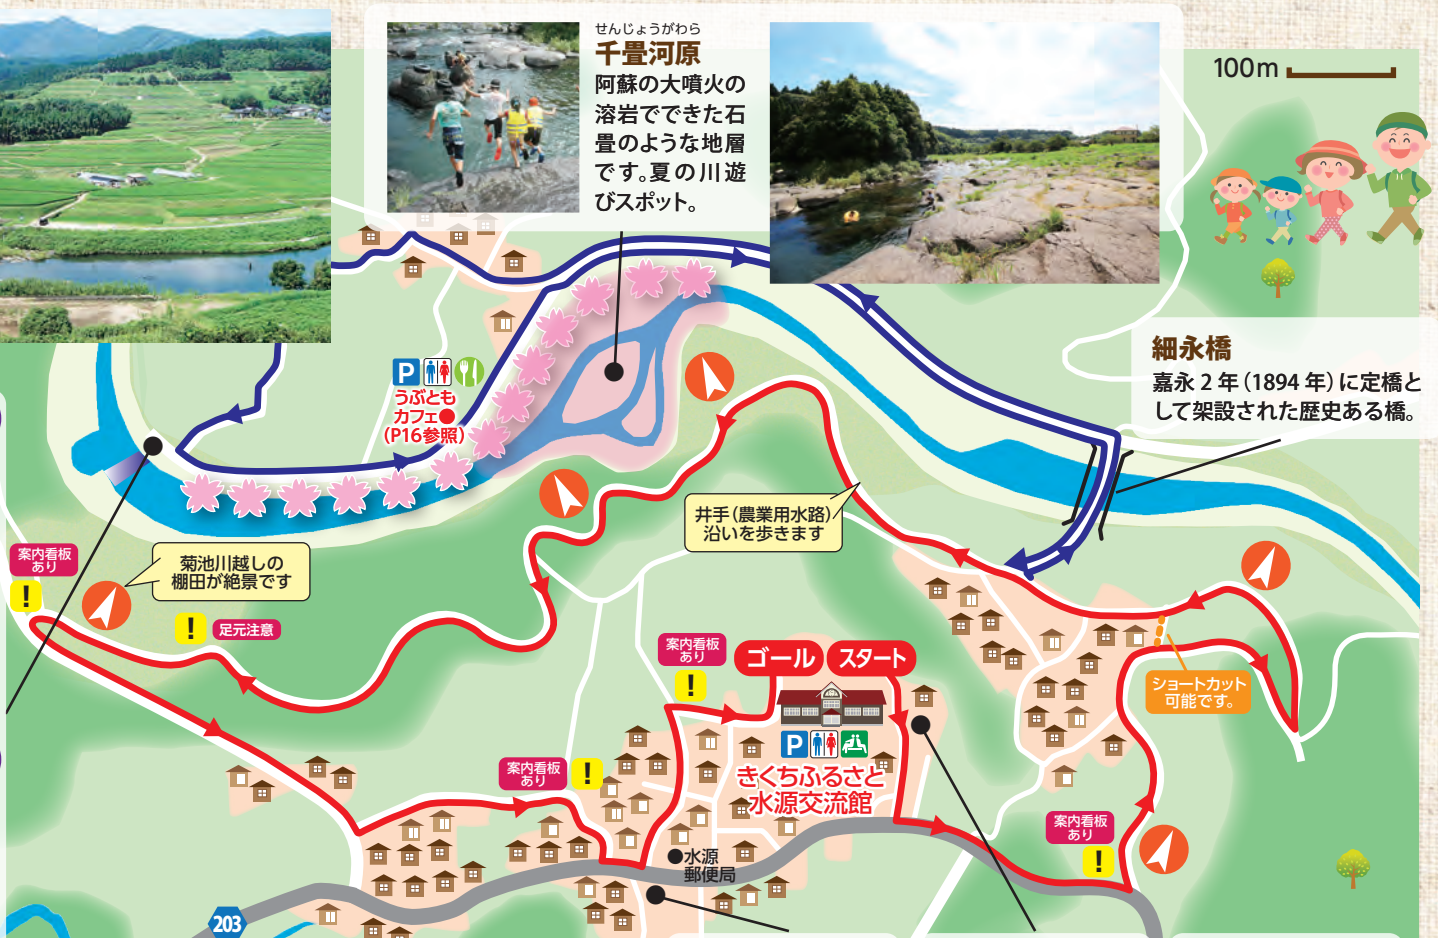 せんじょうがわら
千畳河原
阿蘇の大噴火の
溶岩でできた石
畳のような地層
です。夏の川遊
びスポット。
100m
細永橋
嘉永2年(1894年)に定橋と
して架設された歴史ある橋。
P
うぶとも
カフェ
(P16参照)
井手(農業用水路)
沿いを歩きます
案内看板
あり
!
菊池川越しの
棚田が絶景です
!
足元注意
案内看板
あり
!
ゴール
スタート
ショートカット
可能です。
P
きくちふるさと
水源交流館
案内看板
あり
!
案内看板
あり
!
水源
郵便局
203